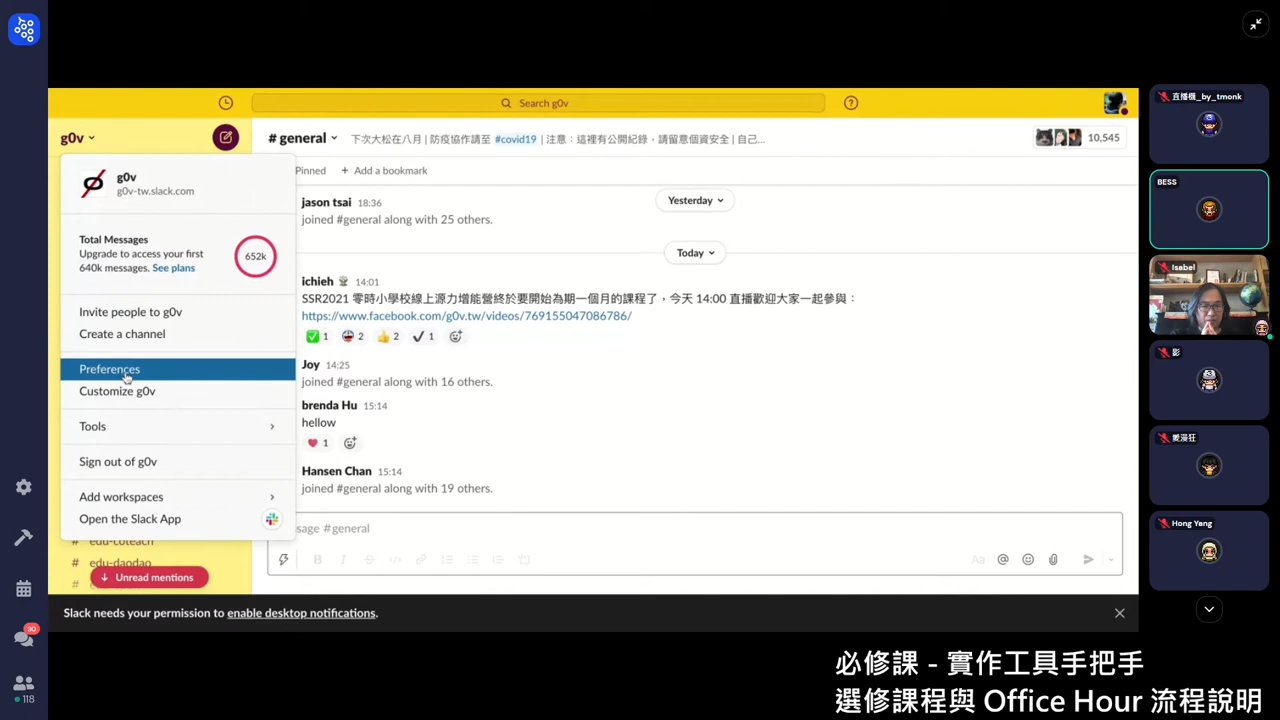 Search g0v
g0v
# general
下次大松在八月 | 防疫協作請至 #covid19 | 注意：這裡有公開紀錄，請留意個資安全 | 自己...
10,545
g0v
g0v-tw.slack.com
Pinned
Add a bookmark
jason tsai 18:36
joined #general along with 25 others.
Yesterday
Total Messages
Upgrade to access your first
640k messages. See plans
652k
Today
ichieh 14:01
SSR2021 零時小學校線上源力增能營終於要開始為期一個月的課程了，今天 14:00 直播歡迎大家一起參與：
https://www.facebook.com/g0v.tw/videos/769155047086786/
1
2
2
1
Invite people to g0v
Create a channel
Preferences
Customize g0v
Tools
Sign out of g0v
Add workspaces
Open the Slack App
Joy 14:25
joined #general along with 16 others.
brenda Hu 15:14
hellow
1
Hansen Chan 15:14
joined #general along with 19 others.
sage #general
# edu-coteach
# edu-daodao
#
Unread mentions
Aa
Slack needs your permission to enable desktop notifications.
直播機_by_tmonk
BESS
Isabel
影
愛漫狂
Hong Yang
30
118
必修課 - 實作工具手把手
選修課程與 Office Hour 流程說明